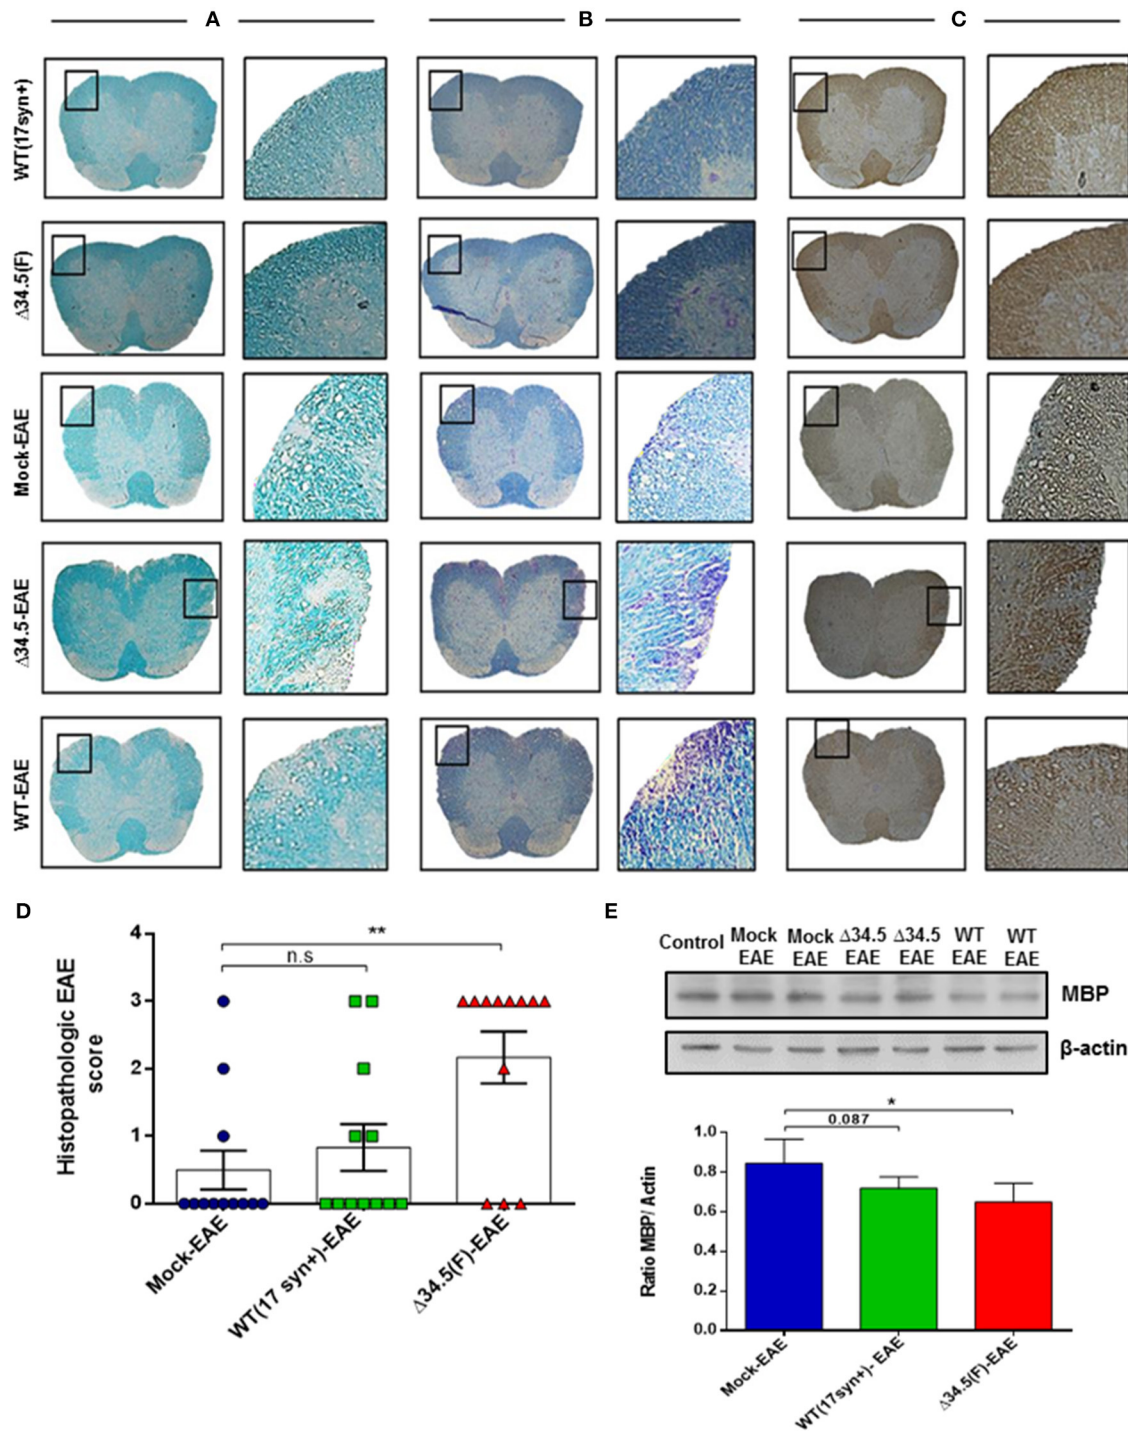 A B C
WT(17syn+)
Δ34.5(F)
Mock-EAE
Δ34.5-EAE
WT-EAE
D
Histopathologic EAE
score
4
3
2
1
0
**
n.s
Mock-EAE
WT(17 syn+)-EAE
Δ34.5(F)-EAE
E
Control Mock Mock Δ34.5 Δ34.5 WT WT
EAE EAE EAE EAE EAE EAE
MBP
β-actin
Ratio MBP/ Actin
1.0
0.8
0.6
0.4
0.2
0.0
*
0.087
Mock-EAE
WT(17syn+)- EAE
Δ34.5(F)-EAE